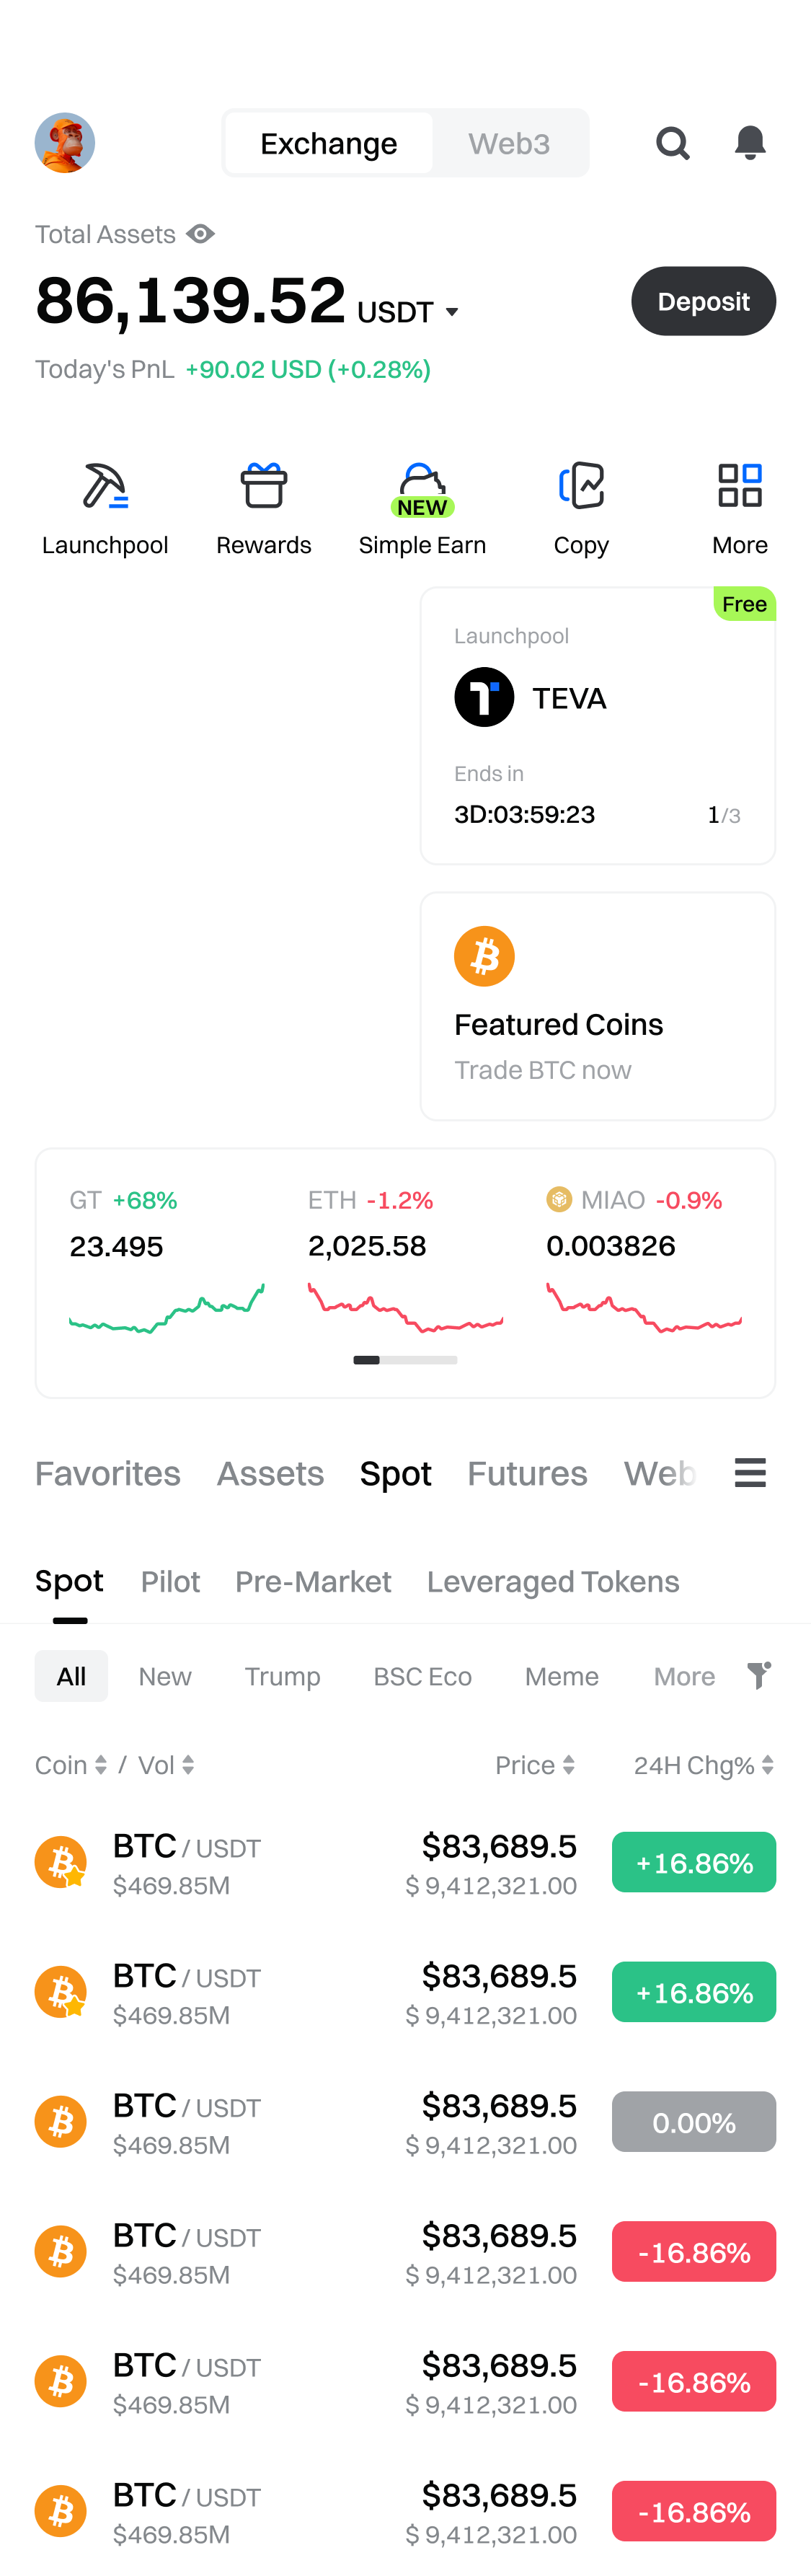 Exchange Web3
Total Assets
86,139.52 USDT
Deposit
Today's PnL +90.02 USD (+0.28%)
NEW
Launchpool Rewards Simple Earn Copy More
Free
Launchpool
TEVA
Ends in
3D:03:59:23 1/3
Featured Coins
Trade BTC now
GT +68% ETH -1.2% MIAO -0.9%
23.495 2,025.58 0.003826
Favorites Assets Spot Futures Web
Spot Pilot Pre-Market Leveraged Tokens
All New Trump BSC Eco Meme More
Coin / Vol Price 24H Chg%
BTC / USDT $83,689.5 +16.86%
$469.85M $ 9,412,321.00
BTC / USDT $83,689.5 +16.86%
$469.85M $ 9,412,321.00
BTC / USDT $83,689.5 0.00%
$469.85M $ 9,412,321.00
BTC / USDT $83,689.5 -16.86%
$469.85M $ 9,412,321.00
BTC / USDT $83,689.5 -16.86%
$469.85M $ 9,412,321.00
BTC / USDT $83,689.5 -16.86%
$469.85M $ 9,412,321.00